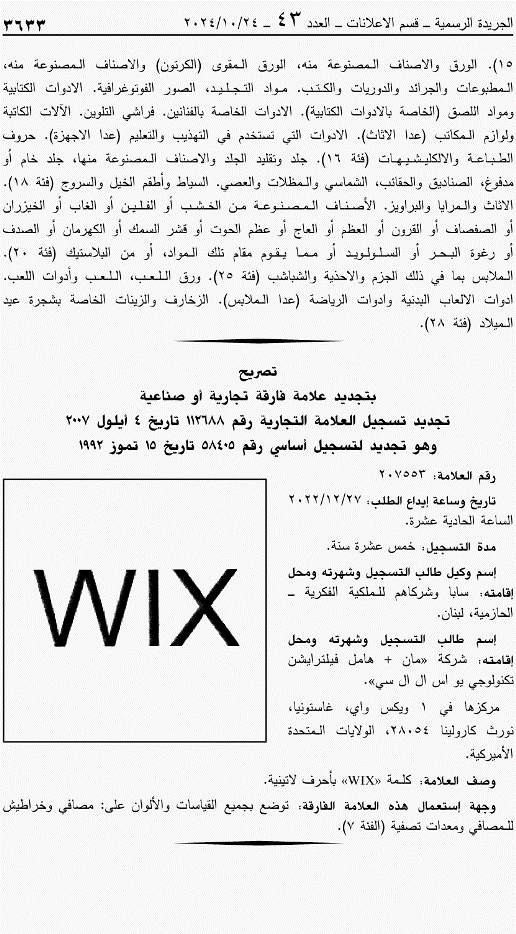 الجريدة الرسمية ــ قسم الاعلانات ــ العدد ٤٣ ــ ٢٠٢٤/١٠/٢٤
٣٦٣٣
١٥). الورق والاصناف المصنوعة منه، الورق المقوى (الكرتون) والاصناف المصنوعة منه،
المطبوعات والجرائد والدوريات والكتب. مواد التجليد، الصور الفوتوغرافية. الادوات الكتابية
ومواد اللصق (الخاصة بالادوات الكتابية). الادوات الخاصة بالفنانين. فراشي التلوين. الآلات الكاتبة
ولوازم المكاتب (عدا الاثاث). الادوات التي تستخدم في التهذيب والتعليم (عدا الاجهزة). حروف
الطباعة والاكليشيهات (فئة ١٦). جلد وتقليد الجلد والاصناف المصنوعة منها، جلد خام أو
مدفوغ، الصناديق والحقائب، الشماسي والمظلات والعصي. السياط وأطقم الخيل والسروج (فئة ١٨).
الاثاث والمرايا والبراويز. الأصناف المصنوعة من الخشب أو الفلين أو الغاب أو الخيزران
أو الصفصاف أو القرون أو العظم أو العاج أو عظم الحوت أو قشر السمك أو الكهرمان أو الصدف
أو رغوة البحر أو السلولويد أو مما يقوم مقام تلك المواد، أو من البلاستيك (فئة ٢٠).
الملابس بما في ذلك الجزم والاحذية والشباشب (فئة ٢٥). ورق اللعب، اللعب وأدوات اللعب.
ادوات الالعاب البدنية وادوات الرياضة (عدا الملابس). الزخارف والزينات الخاصة بشجرة عيد
الميلاد (فئة ٢٨).
تصريح
بتجديد علامة فارقة تجارية أو صناعية
تجديد تسجيل العلامة التجارية رقم ١١٢٦٨٨ تاريخ ٤ أيلول ٢٠٠٧
وهو تجديد لتسجيل أساسي رقم ٥٨٤٠٥ تاريخ ١٥ تموز ١٩٩٢
رقم العلامة: ٢٠٧٥٥٣
تاريخ وساعة إيداع الطلب: ٢٠٢٢/١٢/٢٧
الساعة الحادية عشرة.
مدة التسجيل: خمس عشرة سنة.
إسم وكيل طالب التسجيل وشهرته ومحل
إقامته: سابا وشركاهم للملكية الفكرية ــ
الحازمية، لبنان.
إسم طالب التسجيل وشهرته ومحل
إقامته: شركة «مان + هامل فيلترايشن
تكنولوجي يو اس ال ال سي».
مركزها في ١ ويكس واي، غاستونيا،
نورث كارولينا ٢٨٠٥٤، الولايات المتحدة
الأميركية.
WIX
وصف العلامة: كلمة «WIX» بأحرف لاتينية.
وجهة إستعمال هذه العلامة الفارقة: توضع بجميع القياسات والألوان على: مصافي وخراطيش
للمصافي ومعدات تصفية (الفئة ٧).